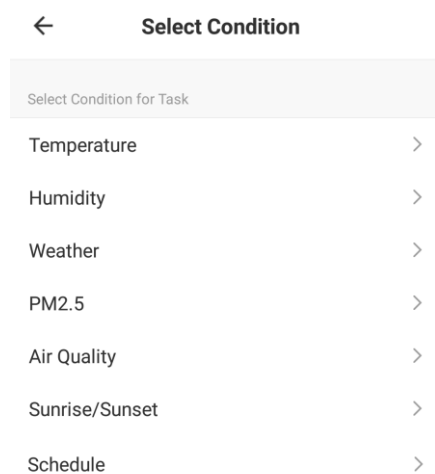 Select Condition
Select Condition for Task
Temperature
Humidity
Weather
PM2.5
Air Quality
Sunrise/Sunset
Schedule